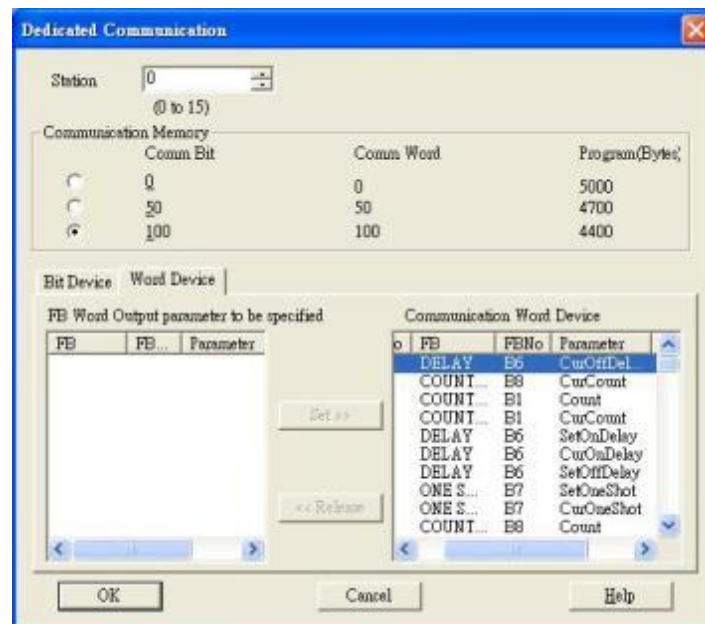 Dedicated Communication
Station 0
(0 to 15)
Communication Memory
Comm Bit Comm Word Program(Bytes)
0 0 5000
50 50 4700
100 100 4400
Bit Device Word Device
FB Word Output parameter to be specified
FB FB... Parameter
Set >>
<< Release
Communication Word Device
o FB FBNo Parameter
DELAY B6 CurOffDel...
COUNT... B8 CurCount
COUNT... B1 Count
COUNT... B1 CurCount
DELAY B6 SetOnDelay
DELAY B6 CurOnDelay
DELAY B6 SetOffDelay
ONE S... B7 SetOneShot
ONE S... B7 CurOneShot
COUNT... B8 Count
OK Cancel Help